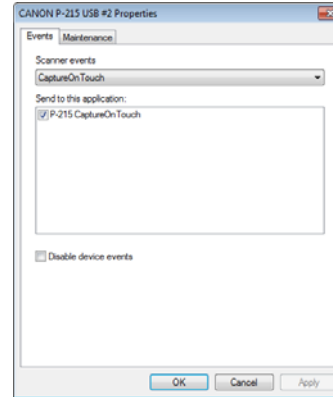 CANON P-215 USB #2 Properties
Events Maintenance
Scanner events
CaptureOnTouch
Send to this application:
P-215 CaptureOnTouch
Disable device events
OK Cancel Apply